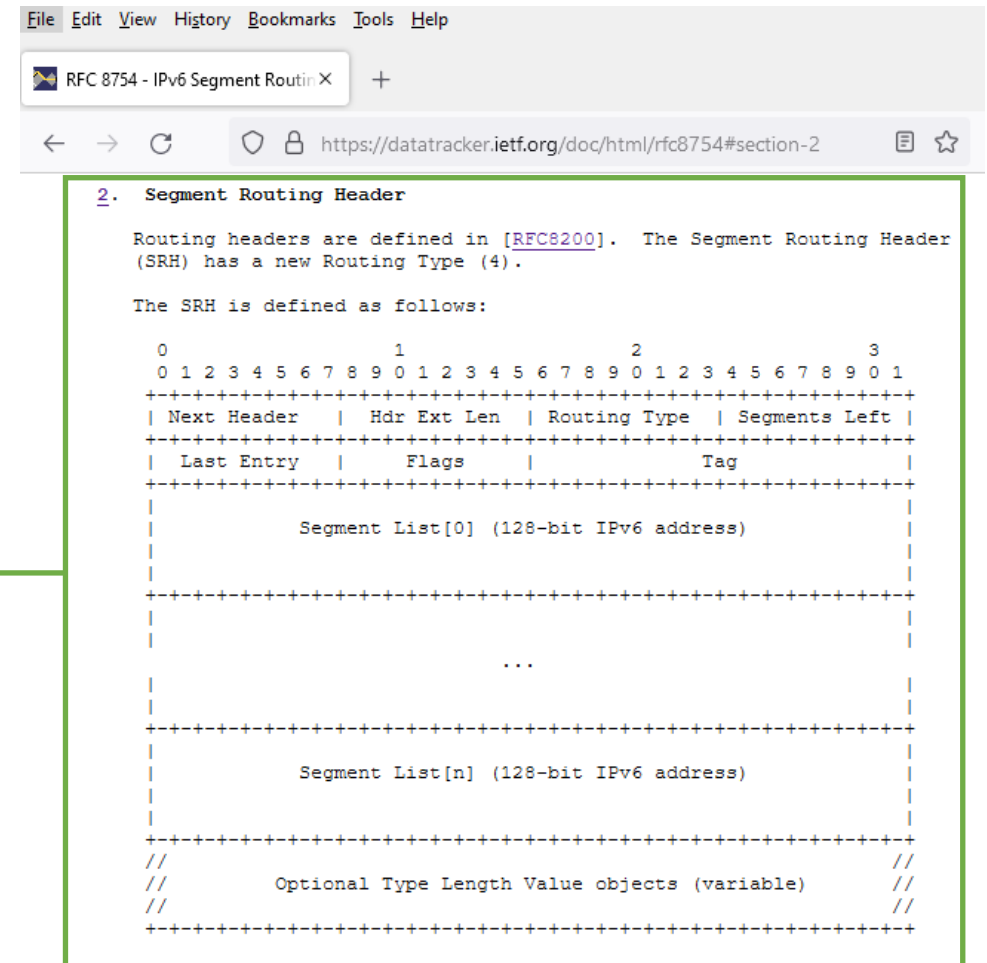 File Edit View History Bookmarks Tools Help
RFC 8754 - IPv6 Segment Routin
https://datatracker.ietf.org/doc/html/rfc8754#section-2
2.  Segment Routing Header
Routing headers are defined in [RFC8200].  The Segment Routing Header
(SRH) has a new Routing Type (4).
The SRH is defined as follows:
0                   1                   2                   3
0 1 2 3 4 5 6 7 8 9 0 1 2 3 4 5 6 7 8 9 0 1 2 3 4 5 6 7 8 9 0 1
+-+-+-+-+-+-+-+-+-+-+-+-+-+-+-+-+-+-+-+-+-+-+-+-+-+-+-+-+-+-+-+-+
| Next Header   |  Hdr Ext Len  | Routing Type  | Segments Left |
+-+-+-+-+-+-+-+-+-+-+-+-+-+-+-+-+-+-+-+-+-+-+-+-+-+-+-+-+-+-+-+-+
|  Last Entry   |     Flags     |              Tag              |
+-+-+-+-+-+-+-+-+-+-+-+-+-+-+-+-+-+-+-+-+-+-+-+-+-+-+-+-+-+-+-+-+
|                                                               |
|            Segment List[0] (128-bit IPv6 address)             |
|                                                               |
|                                                               |
+-+-+-+-+-+-+-+-+-+-+-+-+-+-+-+-+-+-+-+-+-+-+-+-+-+-+-+-+-+-+-+-+
|                                                               |
|                                                               |
...
|                                                               |
|                                                               |
+-+-+-+-+-+-+-+-+-+-+-+-+-+-+-+-+-+-+-+-+-+-+-+-+-+-+-+-+-+-+-+-+
|                                                               |
|            Segment List[n] (128-bit IPv6 address)             |
|                                                               |
|                                                               |
+-+-+-+-+-+-+-+-+-+-+-+-+-+-+-+-+-+-+-+-+-+-+-+-+-+-+-+-+-+-+-+-+
//                                                             //
//         Optional Type Length Value objects (variable)       //
//                                                             //
+-+-+-+-+-+-+-+-+-+-+-+-+-+-+-+-+-+-+-+-+-+-+-+-+-+-+-+-+-+-+-+-+